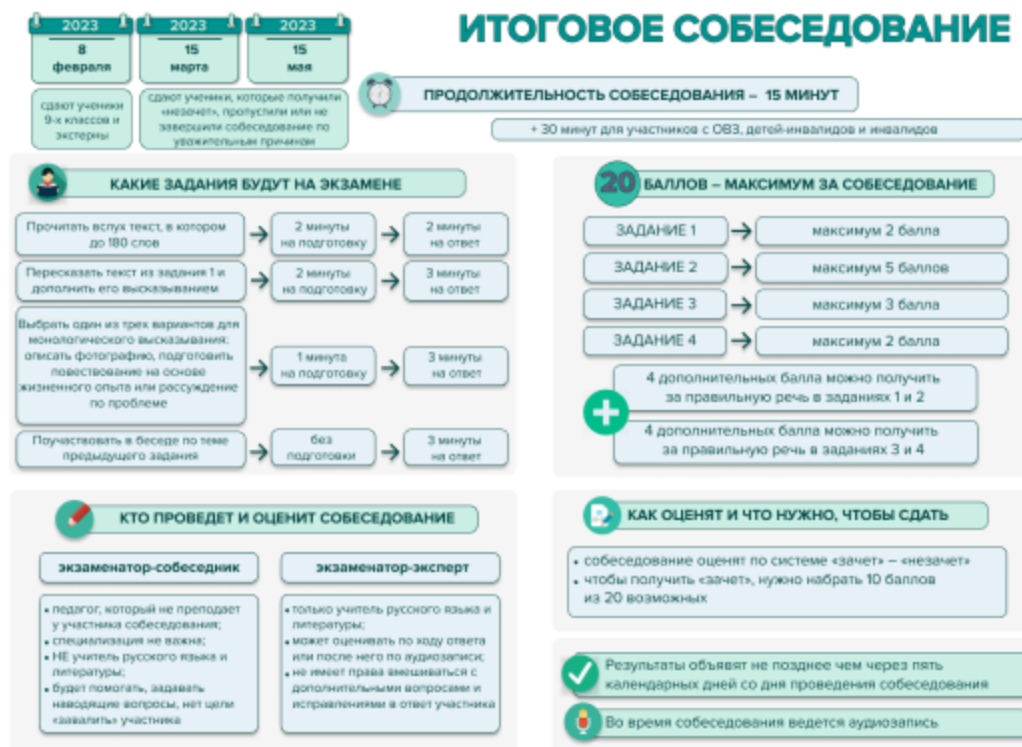 2023
8
февраля
2023
15
марта
2023
15
мая
сдают ученики
9-х классов и
экстерны
сдают ученики, которые получили
«незачет», пропустили или не
завершили собеседование по
уважительным причинам
ИТОГОВОЕ СОБЕСЕДОВАНИЕ
ПРОДОЛЖИТЕЛЬНОСТЬ СОБЕСЕДОВАНИЯ – 15 МИНУТ
+ 30 минут для участников с ОВЗ, детей-инвалидов и инвалидов
КАКИЕ ЗАДАНИЯ БУДУТ НА ЭКЗАМЕНЕ
Прочитать вслух текст, в котором
до 180 слов
2 минуты
на подготовку
2 минуты
на ответ
Пересказать текст из задания 1 и
дополнить его высказыванием
2 минуты
на подготовку
3 минуты
на ответ
Выбрать один из трех вариантов для
монологического высказывания:
описать фотографию, подготовить
повествование на основе
жизненного опыта или рассуждение
по проблеме
1 минута
на подготовку
3 минуты
на ответ
Поучаствовать в беседе по теме
предыдущего задания
без
подготовки
3 минуты
на ответ
20 БАЛЛОВ – МАКСИМУМ ЗА СОБЕСЕДОВАНИЕ
ЗАДАНИЕ 1
максимум 2 балла
ЗАДАНИЕ 2
максимум 5 баллов
ЗАДАНИЕ 3
максимум 3 балла
ЗАДАНИЕ 4
максимум 2 балла
4 дополнительных балла можно получить
за правильную речь в заданиях 1 и 2
4 дополнительных балла можно получить
за правильную речь в заданиях 3 и 4
КТО ПРОВЕДЕТ И ОЦЕНИТ СОБЕСЕДОВАНИЕ
экзаменатор-собеседник
• педагог, который не преподает
у участника собеседования;
• специализация не важна;
• НЕ учитель русского языка и
литературы;
• будет помогать, задавать
наводящие вопросы, нет цели
«завалить» участника
экзаменатор-эксперт
• только учитель русского языка и
литературы;
• может оценивать по ходу ответа
или после него по аудиозаписи;
• не имеет права вмешиваться с
дополнительными вопросами и
исправлениями в ответ участника
КАК ОЦЕНЯТ И ЧТО НУЖНО, ЧТОБЫ СДАТЬ
• собеседование оценят по системе «зачет» – «незачет»
• чтобы получить «зачет», нужно набрать 10 баллов
из 20 возможных
Результаты объявят не позднее чем через пять
календарных дней со дня проведения собеседования
Во время собеседования ведется аудиозапись